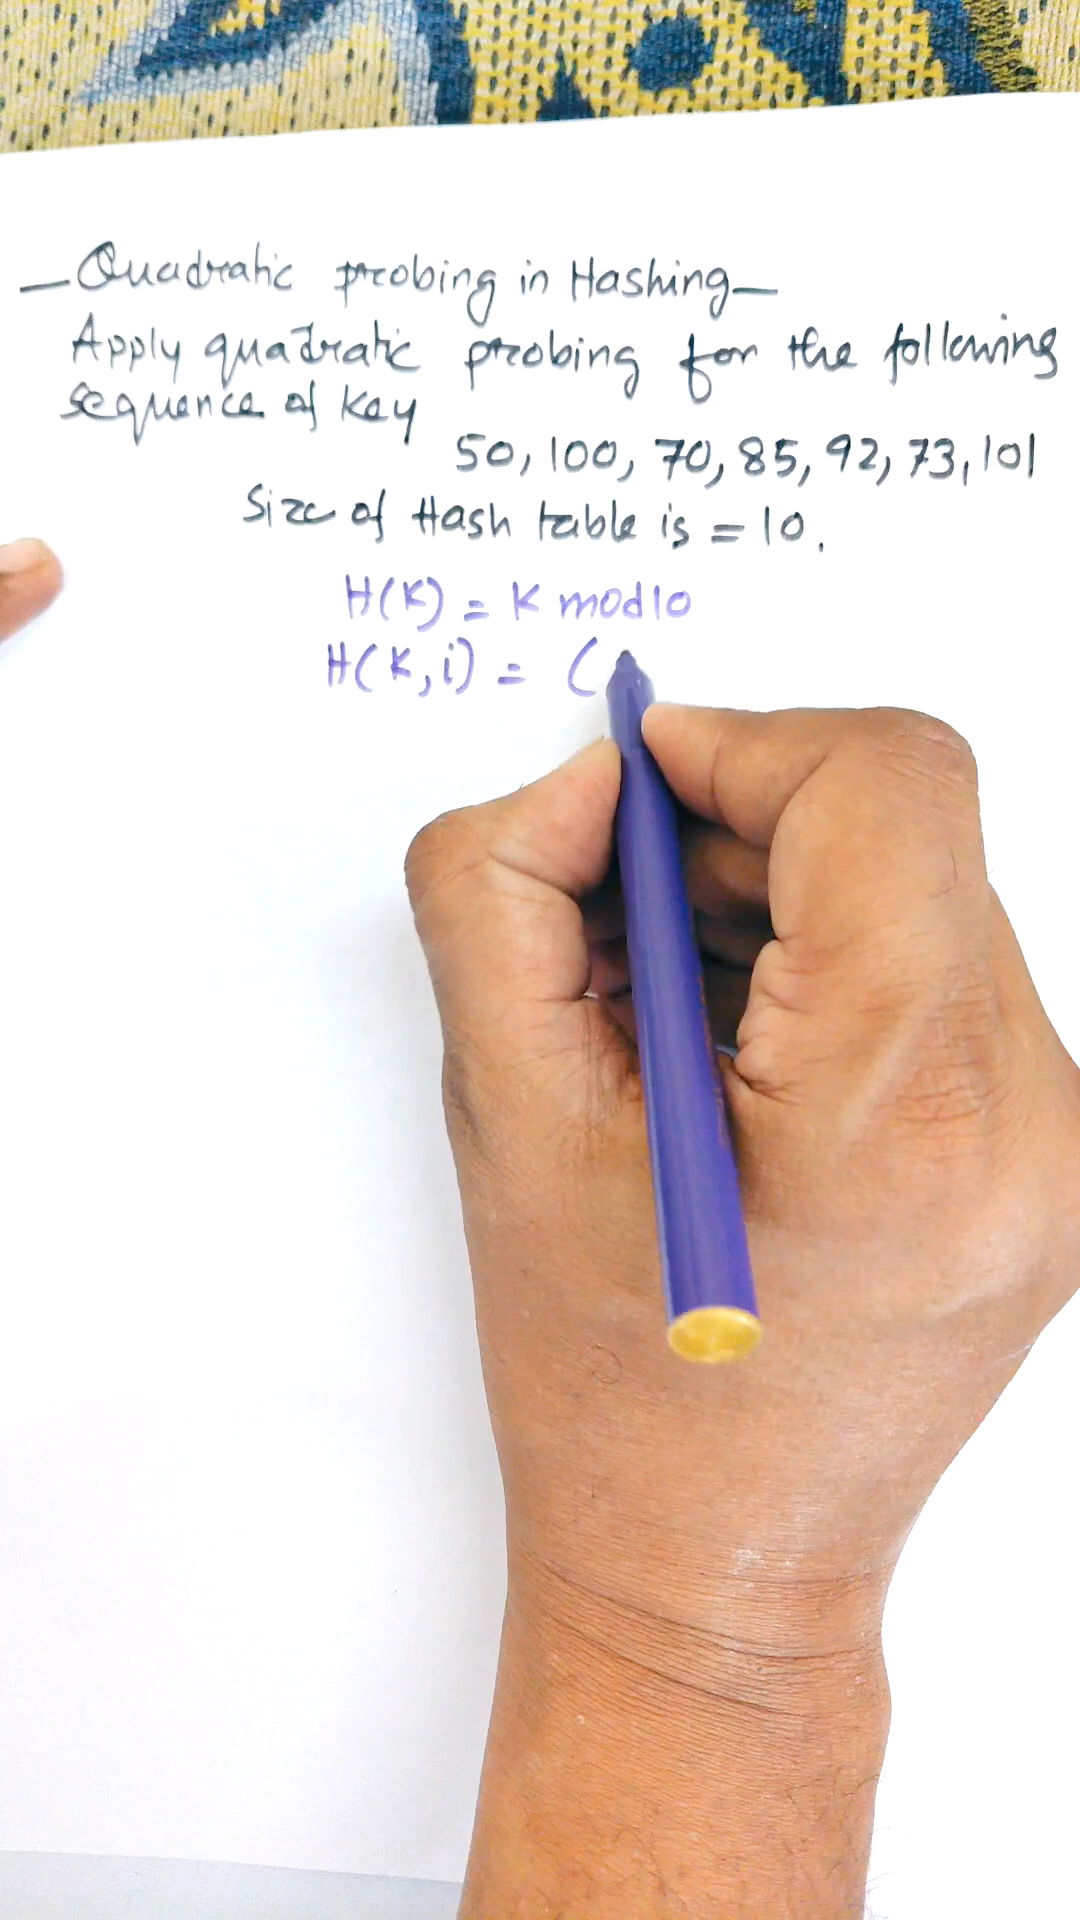 Quadratic probing in Hashing
Apply quadratic probing for the following
sequence of key
50, 100, 70, 85, 92, 73, 101
Size of Hash table is = 10.
H(K) = K mod 10
H(K, i) = (